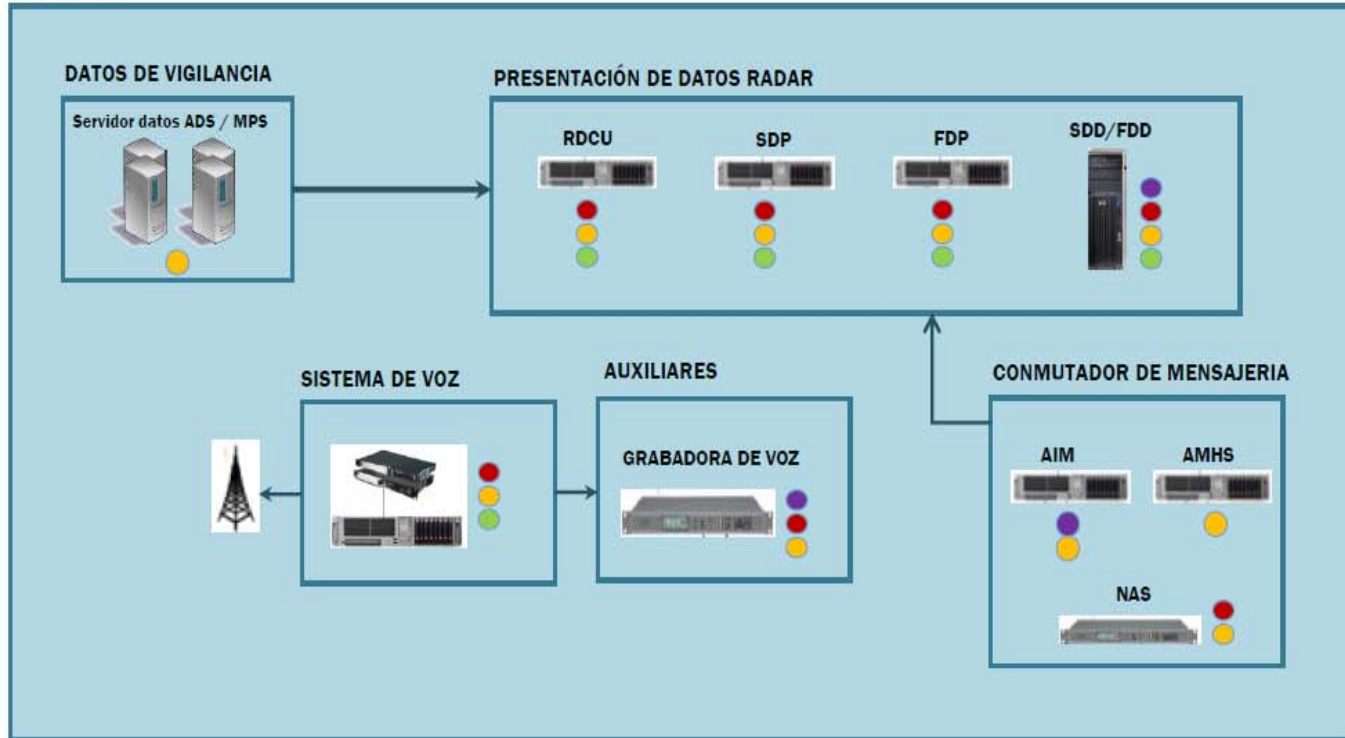 DATOS DE VIGILANCIA
Servidor datos ADS / MPS
PRESENTACIÓN DE DATOS RADAR
RDCU
SDP
FDP
SDD/FDD
SISTEMA DE VOZ
AUXILIARES
GRABADORA DE VOZ
CONMUTADOR DE MENSAJERIA
AIM
AMHS
NAS